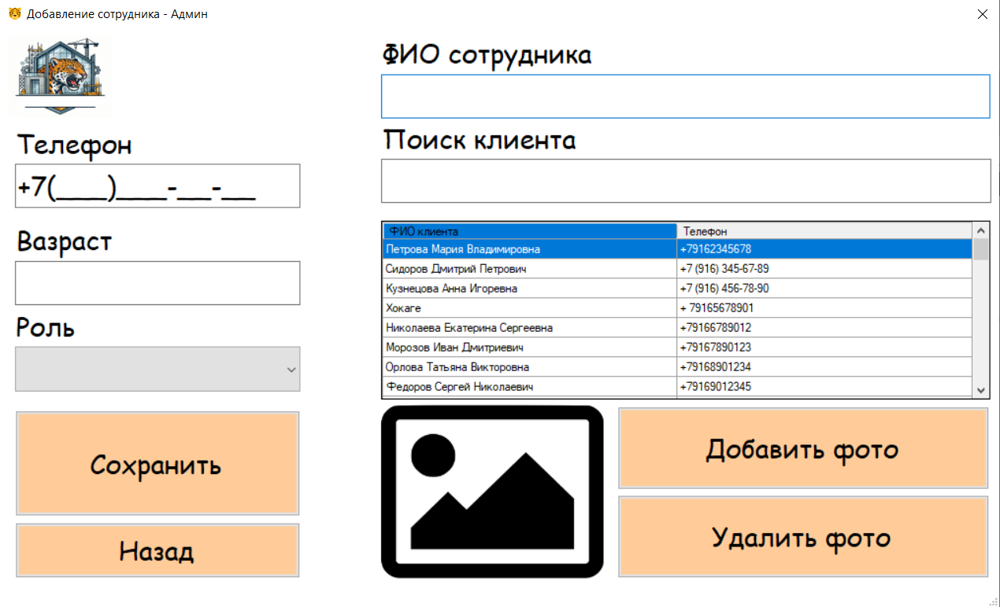 Добавление сотрудника - Админ
ФИО сотрудника
Поиск клиента
Телефон
+7(___)___-__-__
Вазраст
Роль
ФИО клиента Телефон
Петрова Мария Владимировна +79162345678
Сидоров Дмитрий Петрович +7 (916) 345-67-89
Кузнецова Анна Игоревна +7 (916) 456-78-90
Хокаге + 79165678901
Николаева Екатерина Сергеевна +79166789012
Морозов Иван Дмитриевич +79167890123
Орлова Татьяна Викторовна +79168901234
Федоров Сергей Николаевич +79169012345
Сохранить
Назад
Добавить фото
Удалить фото